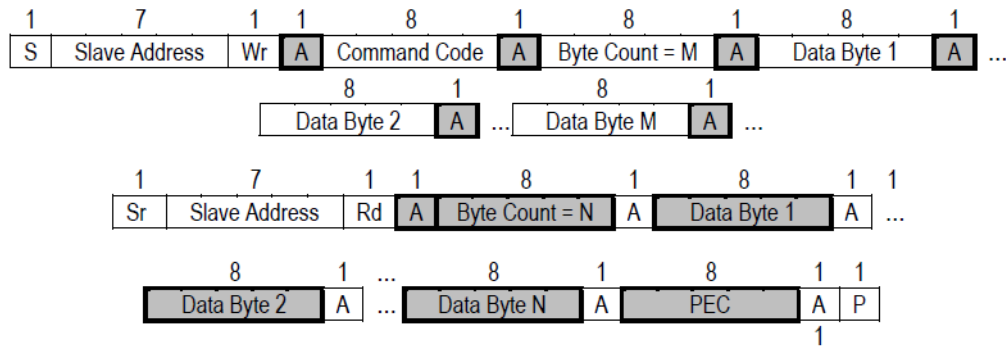 1 7 1 1 8 1 8 1 8 1
S Slave Address Wr A Command Code A Byte Count = M A Data Byte 1 A ...
8 1 8 1
Data Byte 2 A ... Data Byte M A ...
1 7 1 1 8 1 8 1 1
Sr Slave Address Rd A Byte Count = N A Data Byte 1 A ...
8 1 ... 8 1 8 1 1
Data Byte 2 A ... Data Byte N A PEC A P
1